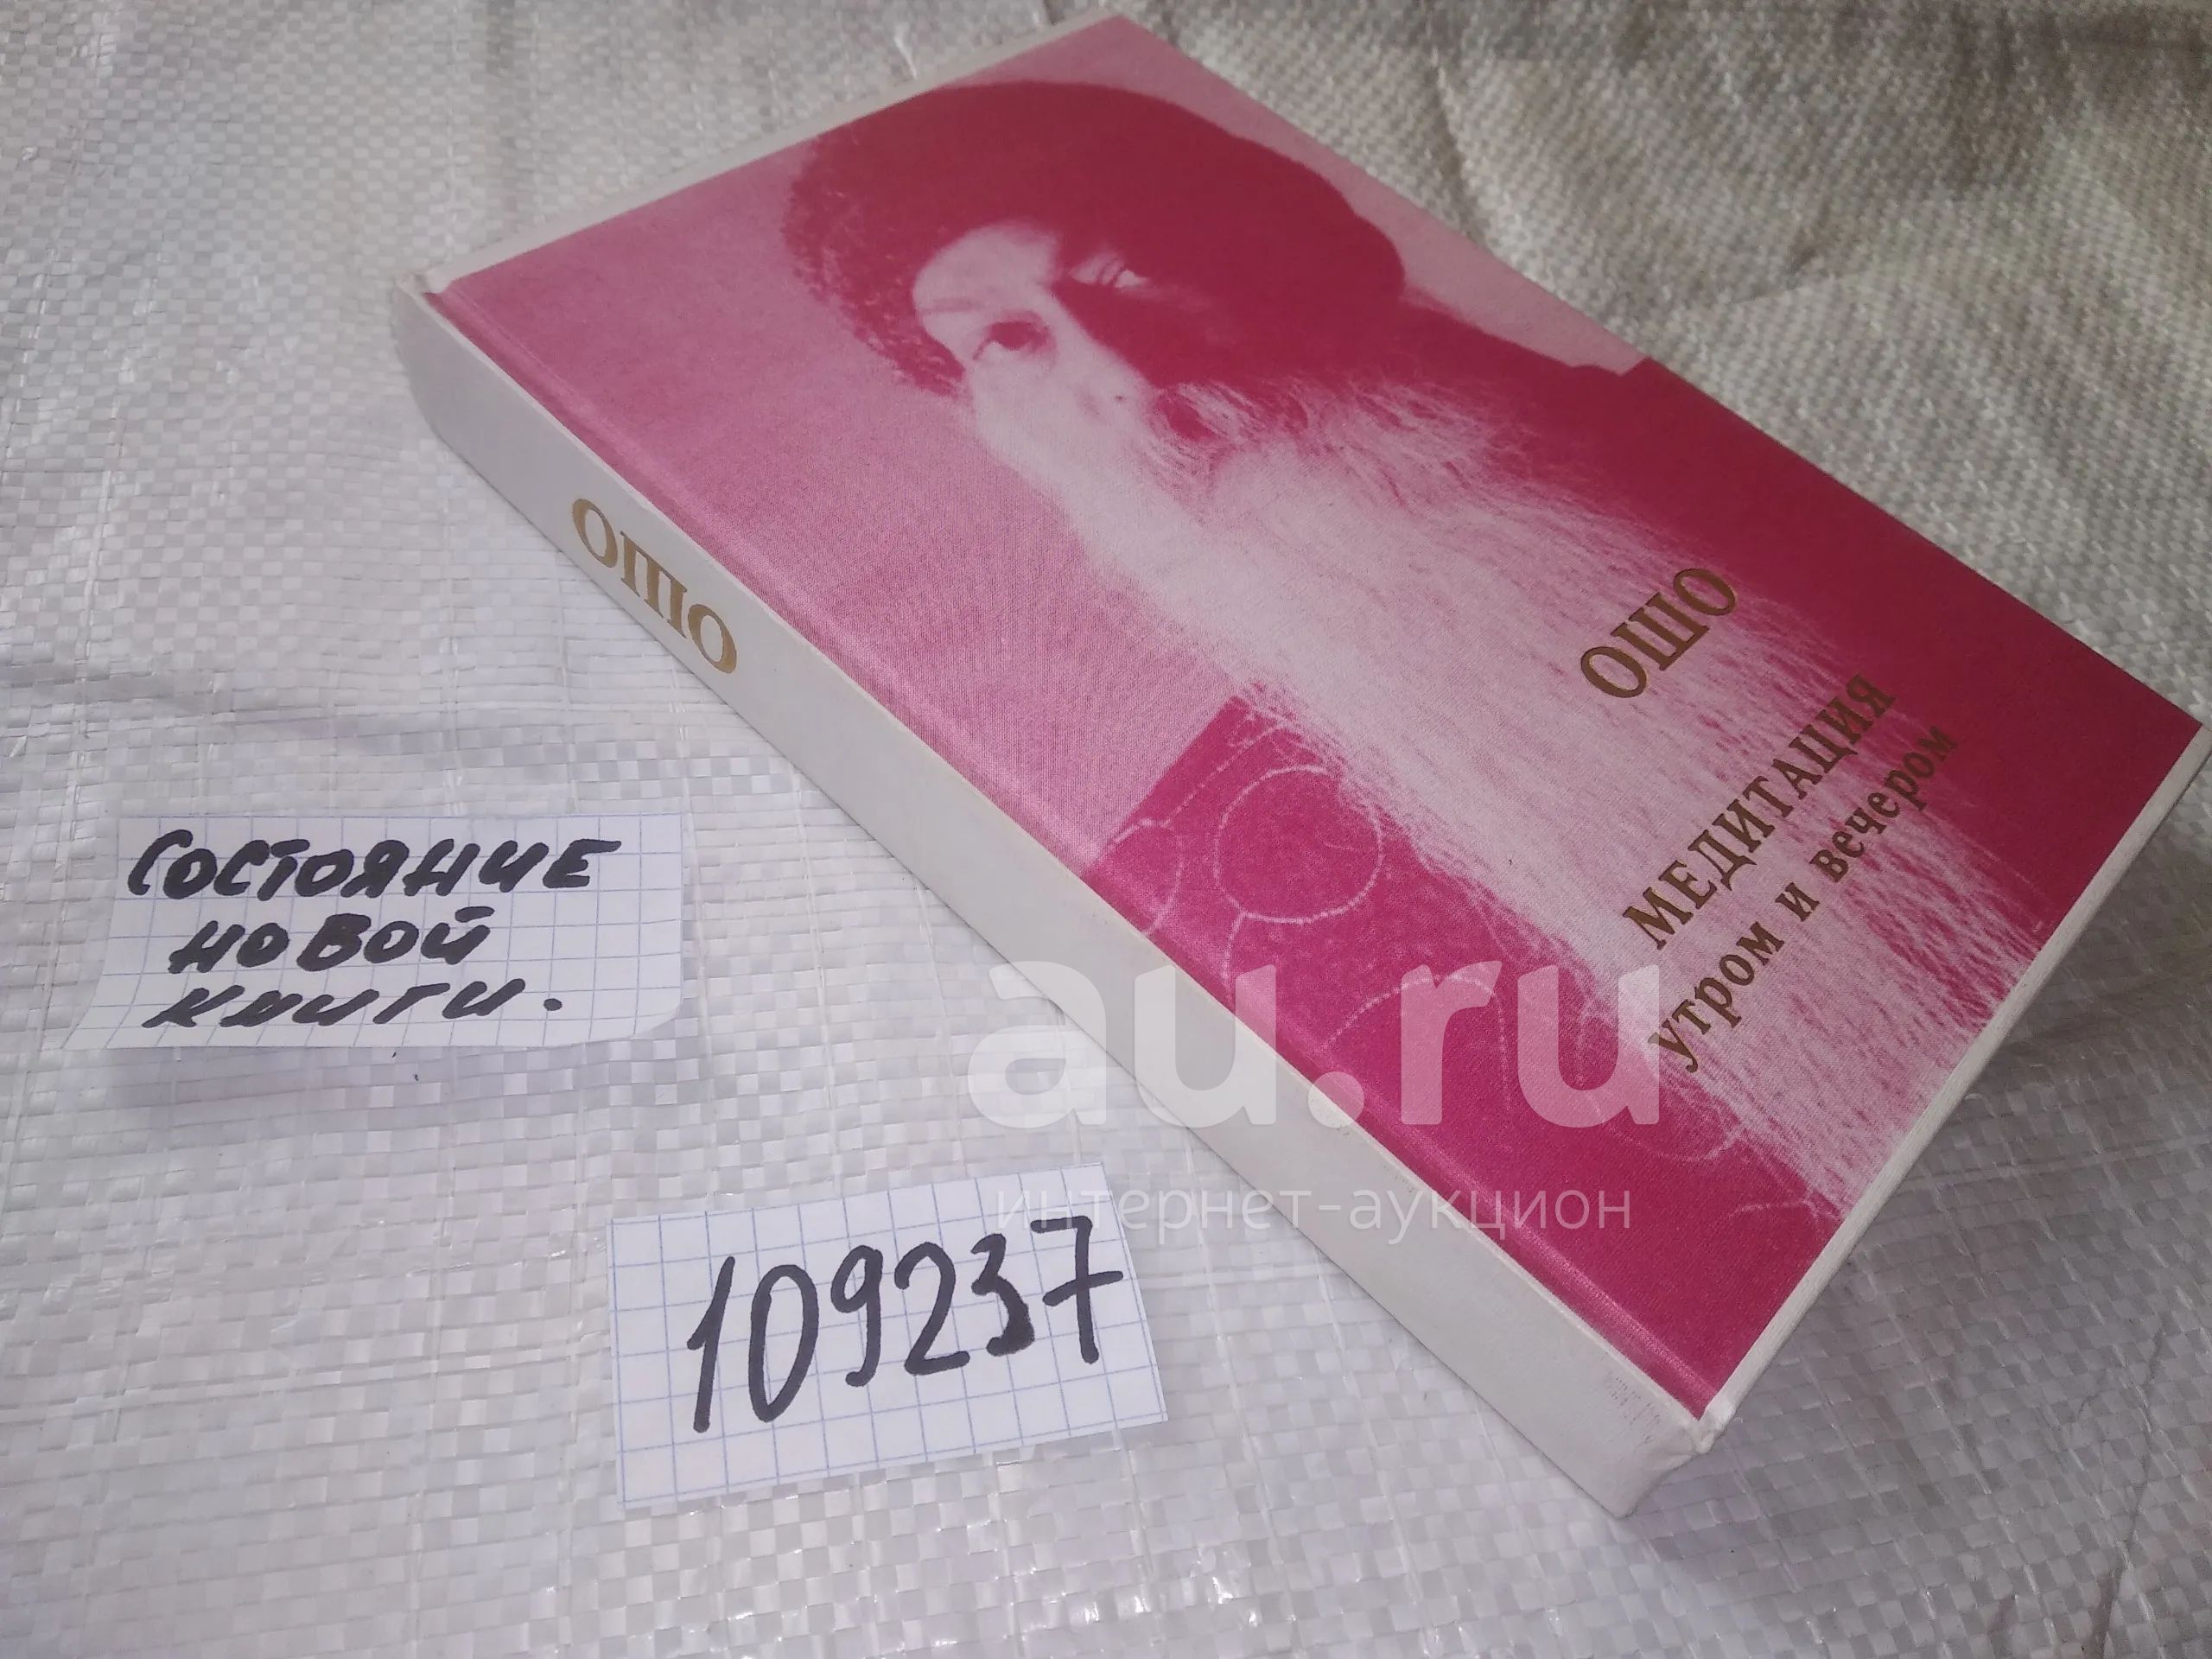 ОШО
ОШО
МЕДИТАЦИЯ
утром и вечером
СОСТОЯНИЕ
НОВОЙ
КНИГИ.
au.ru
интернет-аукцион
109237